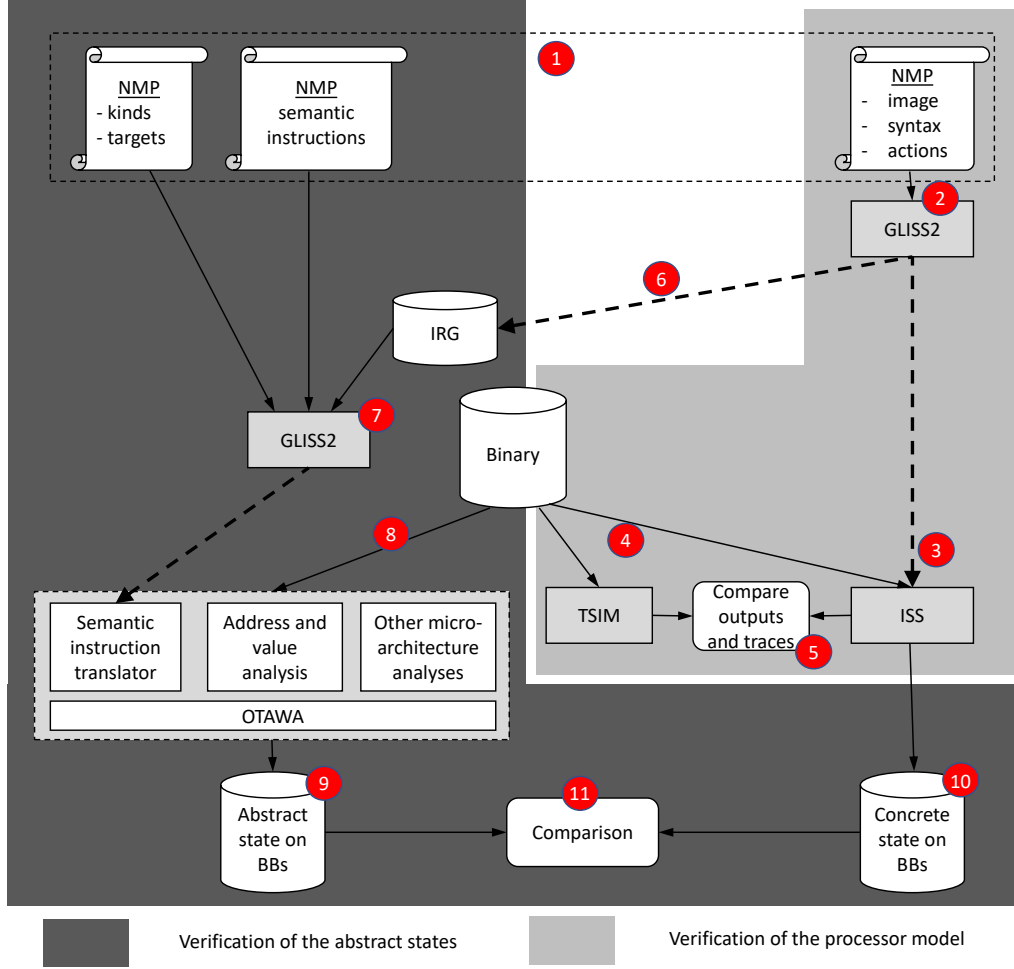 1
NMP
- kinds
- targets
NMP
semantic
instructions
NMP
- image
- syntax
- actions
2
GLISS2
6
IRG
7
GLISS2
Binary
8
4
3
Semantic
instruction
translator
Address and
value
analysis
Other micro-
architecture
analyses
OTAWA
TSIM
Compare
outputs
and traces
5
ISS
9
Abstract
state on
BBs
11
Comparison
10
Concrete
state on
BBs
Verification of the abstract states
Verification of the processor model